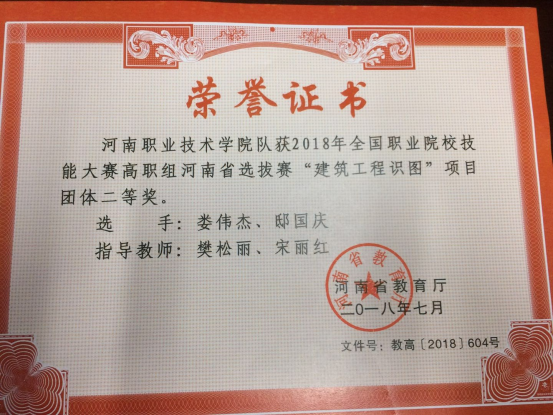 荣誉证书
河南职业技术学院队获2018年全国职业院校技
能大赛高职组河南省选拔赛“建筑工程识图”项目
团体二等奖。
选　　手：娄伟杰、邸国庆
指导教师：樊松丽、宋丽红
河南省教育厅
河南省教育厅
二〇一八年七月
文件号：教高〔2018〕604号